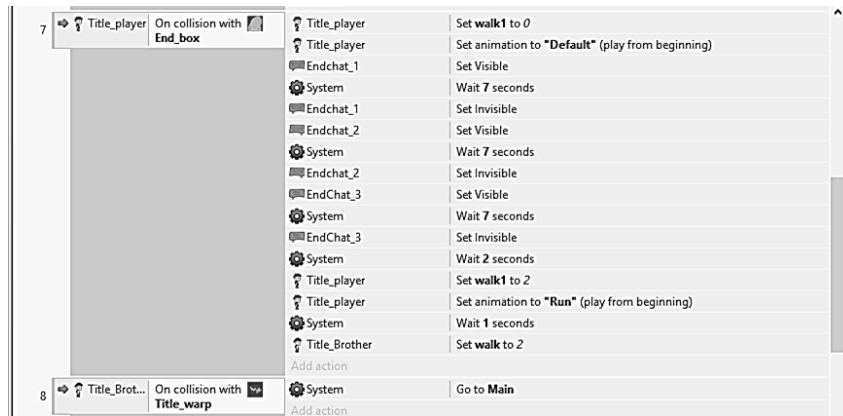 7 Title_player On collision with End_box Title_player Set walk1 to 0
Title_player Set animation to "Default" (play from beginning)
Endchat_1 Set Visible
System Wait 7 seconds
Endchat_1 Set Invisible
Endchat_2 Set Visible
System Wait 7 seconds
Endchat_2 Set Invisible
EndChat_3 Set Visible
System Wait 7 seconds
EndChat_3 Set Invisible
System Wait 2 seconds
Title_player Set walk1 to 2
Title_player Set animation to "Run" (play from beginning)
System Wait 1 seconds
Title_Brother Set walk to 2
Add action
8 Title_Brot... On collision with Title_warp System Go to Main
Add action